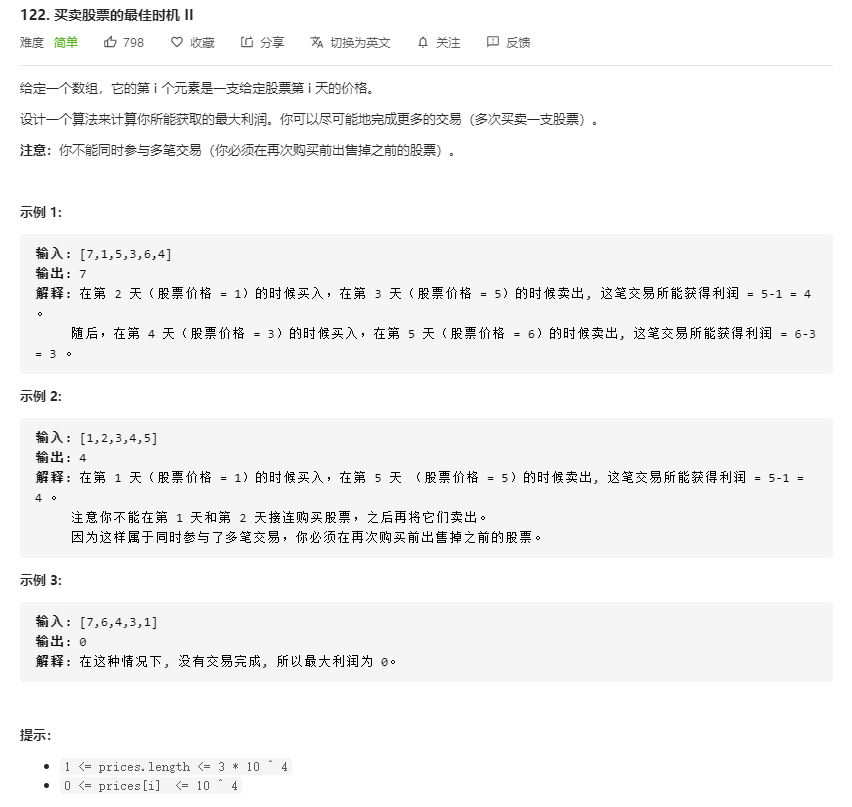 122. 买卖股票的最佳时机 II
难度 简单 798 收藏 分享 切换为英文 关注 反馈
给定一个数组，它的第 i 个元素是一支给定股票第 i 天的价格。
设计一个算法来计算你所能获取的最大利润。你可以尽可能地完成更多的交易（多次买卖一支股票）。
注意：你不能同时参与多笔交易（你必须在再次购买前出售掉之前的股票）。
示例 1:
输入: [7,1,5,3,6,4]
输出: 7
解释: 在第 2 天（股票价格 = 1）的时候买入，在第 3 天（股票价格 = 5）的时候卖出, 这笔交易所能获得利润 = 5-1 = 4
。
随后，在第 4 天（股票价格 = 3）的时候买入，在第 5 天（股票价格 = 6）的时候卖出, 这笔交易所能获得利润 = 6-3
= 3 。
示例 2:
输入: [1,2,3,4,5]
输出: 4
解释: 在第 1 天（股票价格 = 1）的时候买入，在第 5 天 （股票价格 = 5）的时候卖出, 这笔交易所能获得利润 = 5-1 =
4 。
注意你不能在第 1 天和第 2 天接连购买股票，之后再将它们卖出。
因为这样属于同时参与了多笔交易，你必须在再次购买前出售掉之前的股票。
示例 3:
输入: [7,6,4,3,1]
输出: 0
解释: 在这种情况下, 没有交易完成, 所以最大利润为 0。
提示：
1 <= prices.length <= 3 * 10 ^ 4
0 <= prices[i] <= 10 ^ 4